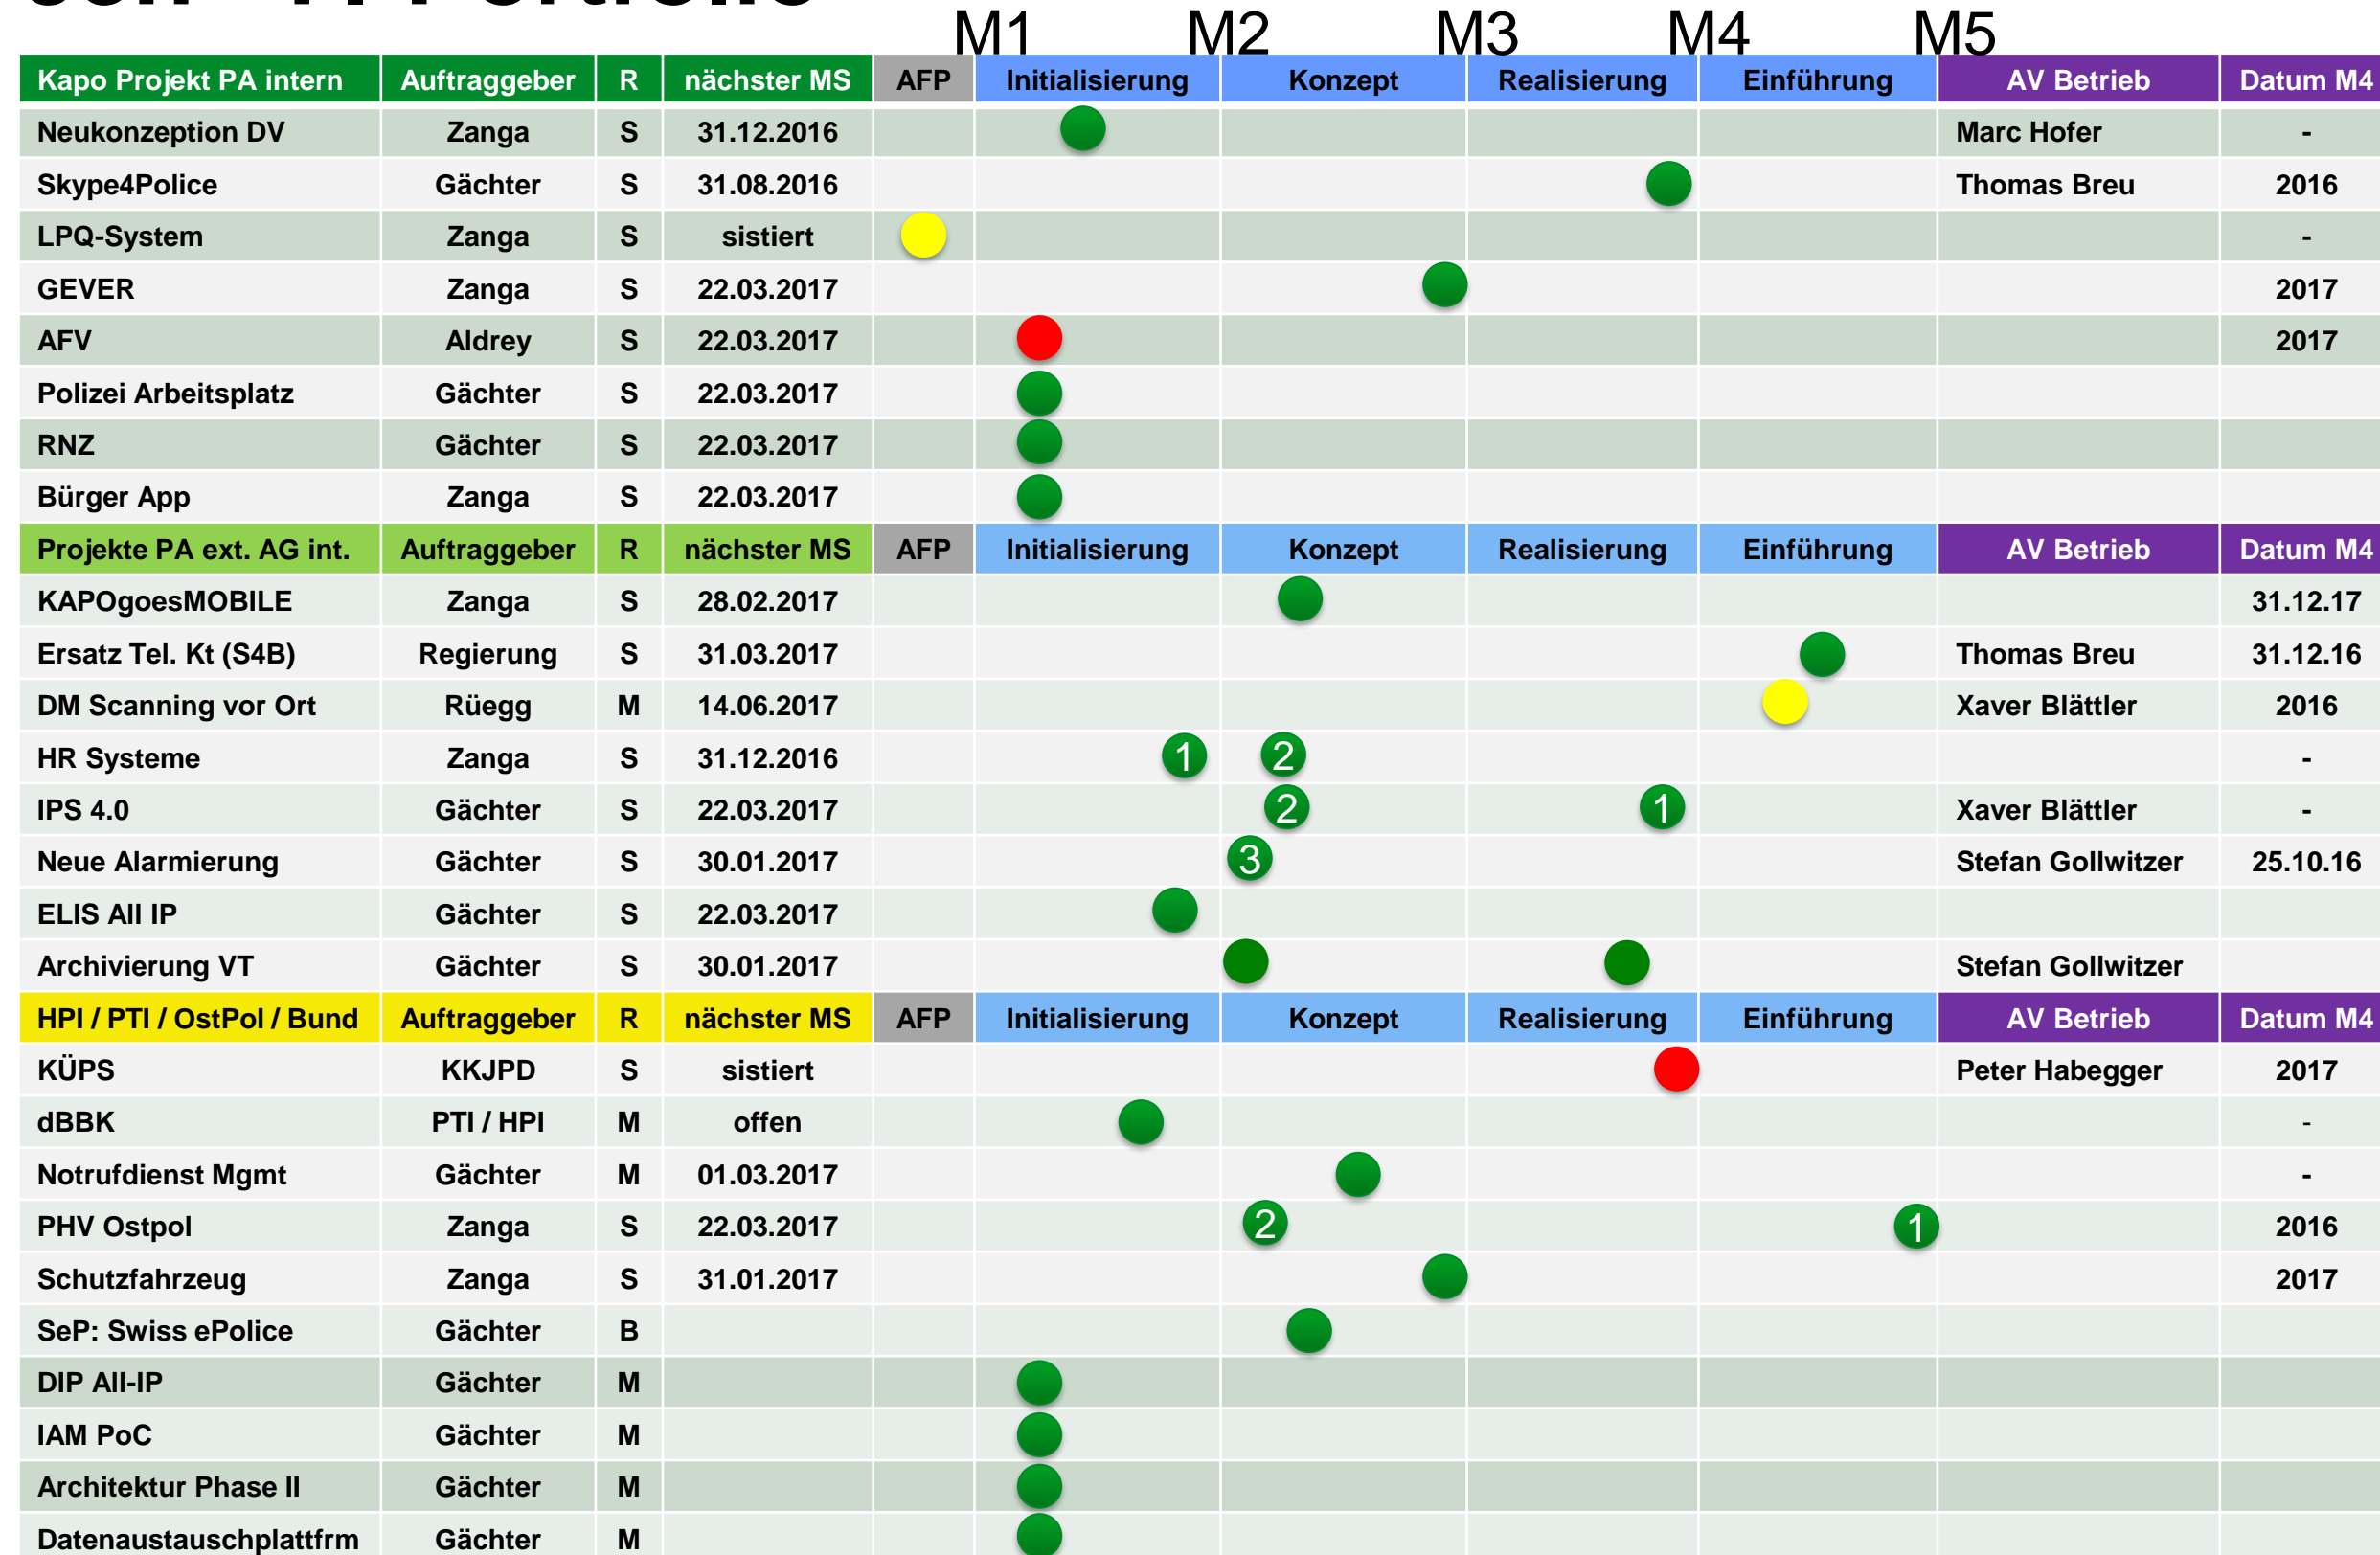 M1 M2 M3 M4 M5
Kapo Projekt PA intern Auftraggeber R nächster MS AFP Initialisierung Konzept Realisierung Einführung AV Betrieb Datum M4
Neukonzeption DV Zanga S 31.12.2016 Marc Hofer -
Skype4Police Gächter S 31.08.2016 Thomas Breu 2016
LPQ-System Zanga S sistiert -
GEVER Zanga S 22.03.2017 2017
AFV Aldrey S 22.03.2017 2017
Polizei Arbeitsplatz Gächter S 22.03.2017
RNZ Gächter S 22.03.2017
Bürger App Zanga S 22.03.2017
Projekte PA ext. AG int. Auftraggeber R nächster MS AFP Initialisierung Konzept Realisierung Einführung AV Betrieb Datum M4
KAPOgoesMOBILE Zanga S 28.02.2017 31.12.17
Ersatz Tel. Kt (S4B) Regierung S 31.03.2017 Thomas Breu 31.12.16
DM Scanning vor Ort Rüegg M 14.06.2017 Xaver Blättler 2016
HR Systeme Zanga S 31.12.2016 1 2 -
IPS 4.0 Gächter S 22.03.2017 2 1 Xaver Blättler -
Neue Alarmierung Gächter S 30.01.2017 3 Stefan Gollwitzer 25.10.16
ELIS All IP Gächter S 22.03.2017
Archivierung VT Gächter S 30.01.2017 Stefan Gollwitzer
HPI / PTI / OstPol / Bund Auftraggeber R nächster MS AFP Initialisierung Konzept Realisierung Einführung AV Betrieb Datum M4
KÜPS KKJPD S sistiert Peter Habegger 2017
dBBK PTI / HPI M offen -
Notrufdienst Mgmt Gächter M 01.03.2017 -
PHV Ostpol Zanga S 22.03.2017 2 1 2016
Schutzfahrzeug Zanga S 31.01.2017 2017
SeP: Swiss ePolice Gächter B
DIP All-IP Gächter M
IAM PoC Gächter M
Architektur Phase II Gächter M
Datenaustauschplattfrm Gächter M